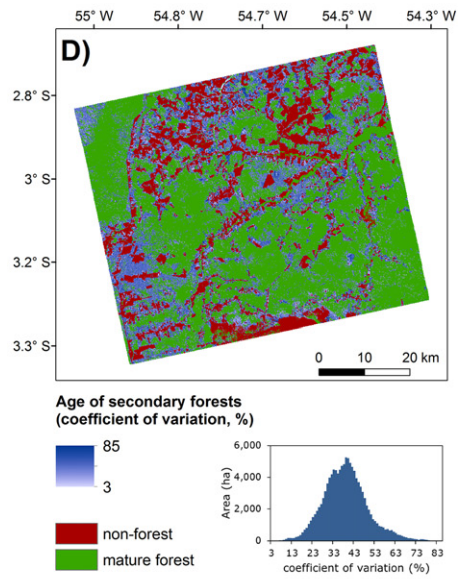 55° W 54.8° W 54.7° W 54.5° W 54.3° W
D)
2.8° S
3° S
3.2° S
3.3° S
0 10 20 km
Age of secondary forests
(coefficient of variation, %)
85
3
non-forest
mature forest
Area (ha)
6,000
4,000
2,000
0
3 13 23 33 43 53 63 73 83
coefficient of variation (%)